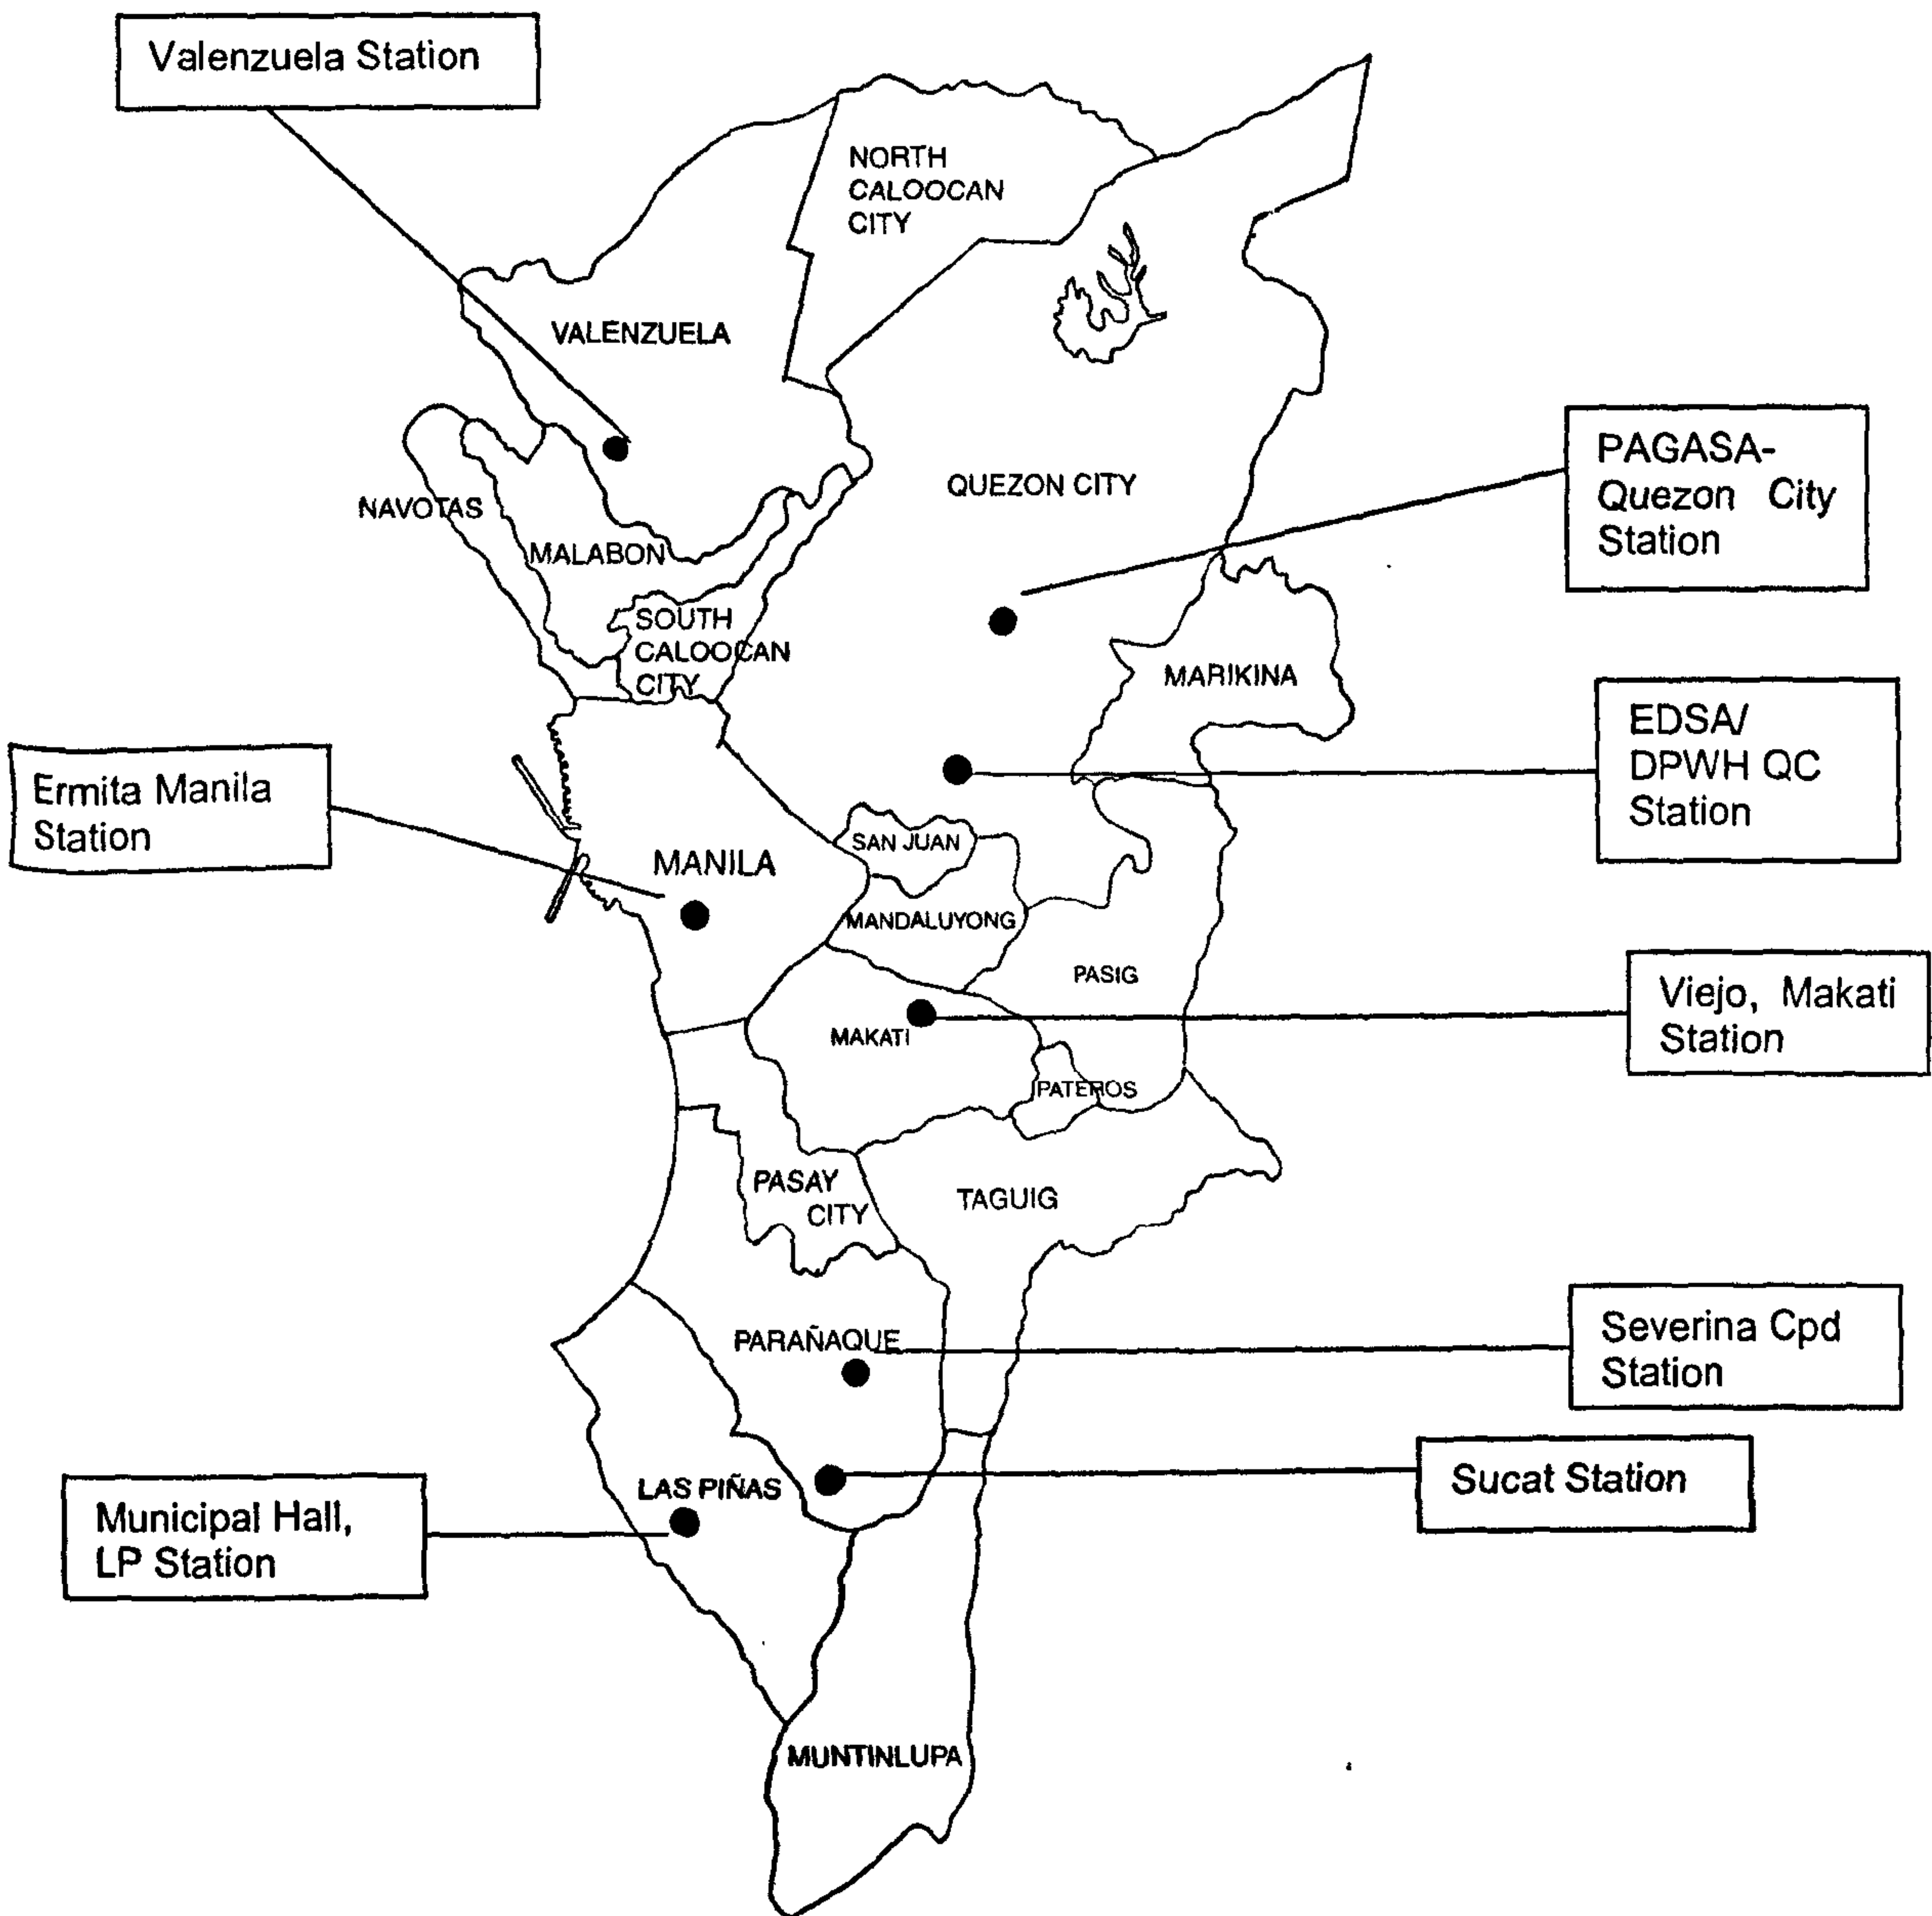 Valenzuela Station
NORTH
CALOOCAN
CITY
VALENZUELA
PAGASA-
Quezon City
Station
QUEZON CITY
NAVOTAS
MALABON
SOUTH
CALOOCAN
CITY
MARIKINA
EDSA/
DPWH QC
Station
Ermita Manila
Station
SAN JUAN
MANILA
MANDALUYONG
PASIG
Viejo, Makati
Station
MAKATI
PATEROS
PASAY
CITY
TAGUIG
PARAÑAQUE
Severina Cpd
Station
LAS PIÑAS
Sucat Station
Municipal Hall,
LP Station
MUNTINLUPA